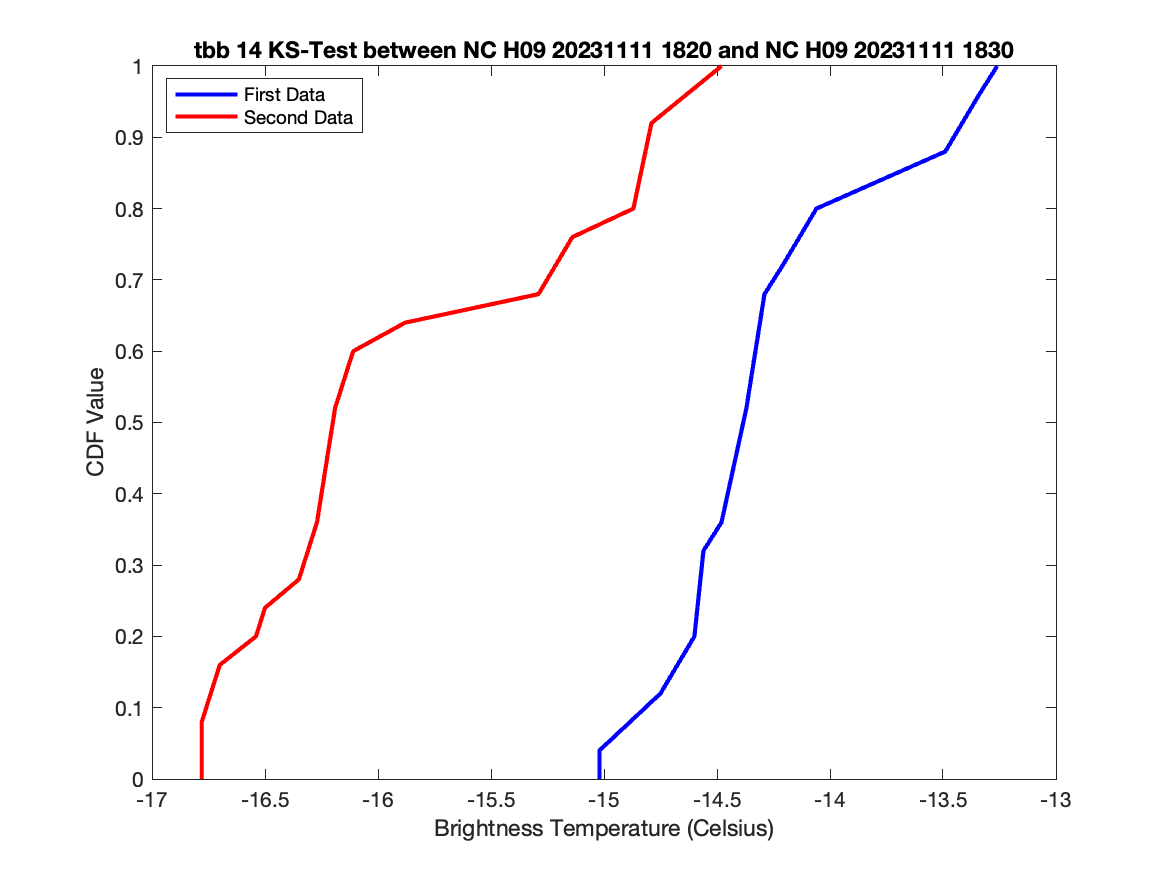 tbb 14 KS-Test between NC H09 20231111 1820 and NC H09 20231111 1830
First Data
Second Data
1
0.9
0.8
0.7
0.6
0.5
0.4
0.3
0.2
0.1
0
CDF Value
-17 -16.5 -16 -15.5 -15 -14.5 -14 -13.5 -13
Brightness Temperature (Celsius)